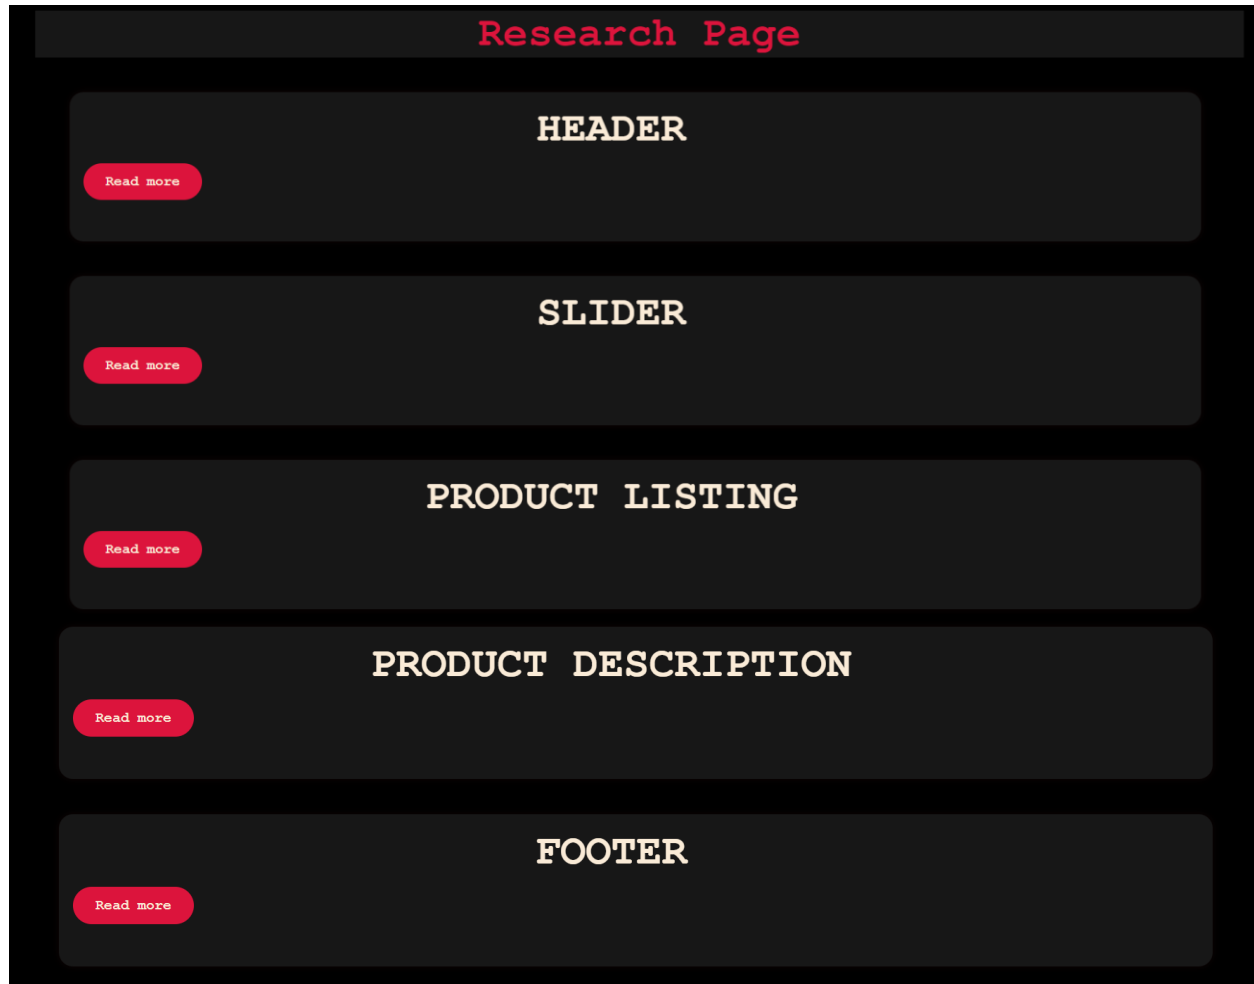 Research Page
HEADER
Read more
SLIDER
Read more
PRODUCT LISTING
Read more
PRODUCT DESCRIPTION
Read more
FOOTER
Read more